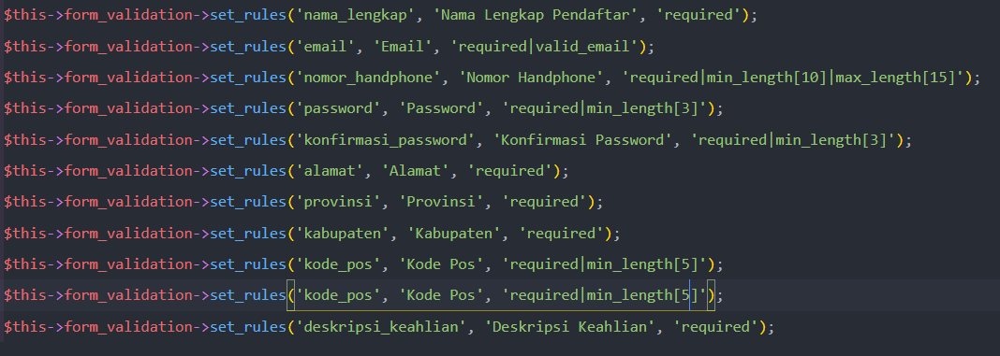 $this->form_validation->set_rules('nama_lengkap', 'Nama Lengkap Pendaftar', 'required');
$this->form_validation->set_rules('email', 'Email', 'required|valid_email');
$this->form_validation->set_rules('nomor_handphone', 'Nomor Handphone', 'required|min_length[10]|max_length[15]');
$this->form_validation->set_rules('password', 'Password', 'required|min_length[3]');
$this->form_validation->set_rules('konfirmasi_password', 'Konfirmasi Password', 'required|min_length[3]');
$this->form_validation->set_rules('alamat', 'Alamat', 'required');
$this->form_validation->set_rules('provinsi', 'Provinsi', 'required');
$this->form_validation->set_rules('kabupaten', 'Kabupaten', 'required');
$this->form_validation->set_rules('kode_pos', 'Kode Pos', 'required|min_length[5]');
$this->form_validation->set_rules('kode_pos', 'Kode Pos', 'required|min_length[5]');
$this->form_validation->set_rules('deskripsi_keahlian', 'Deskripsi Keahlian', 'required');